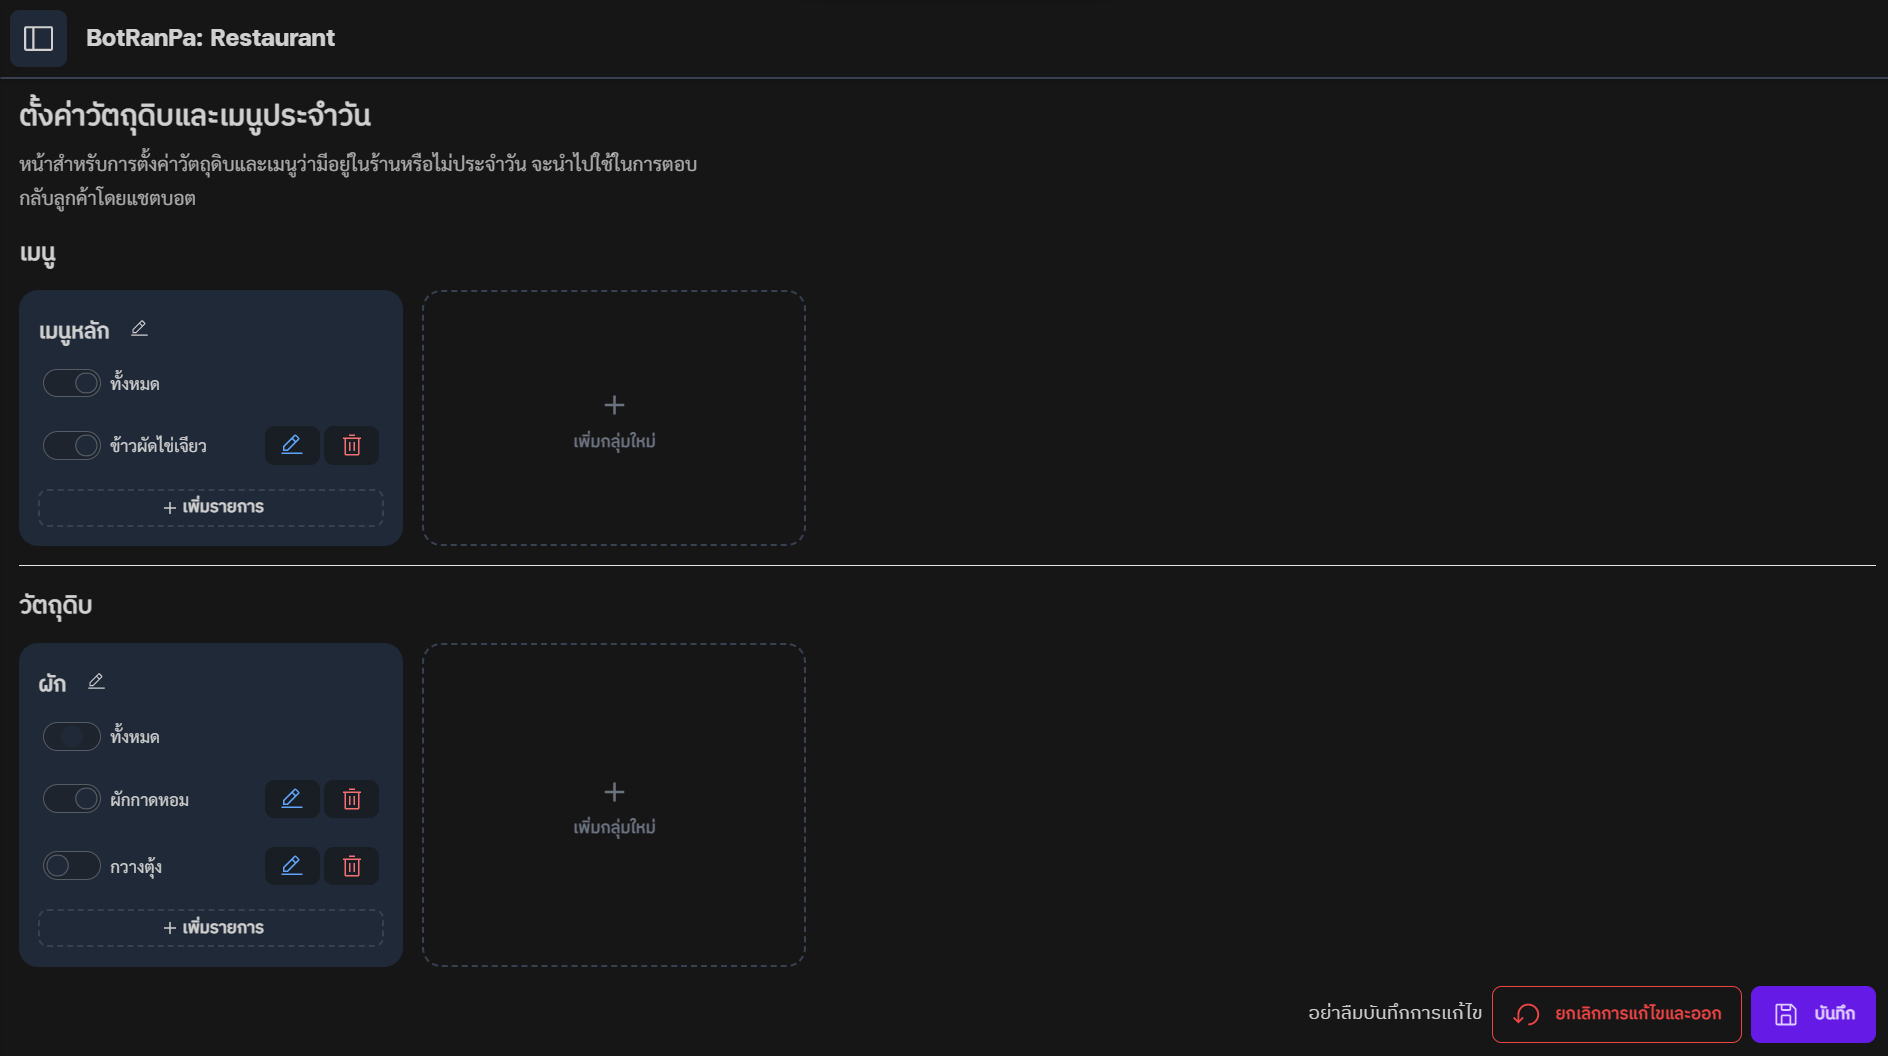 BotRanPa: Restaurant
ตั้งค่าวัตถุดิบและเมนูประจำวัน
หน้าสำหรับการตั้งค่าวัตถุดิบและเมนูว่ามีอยู่ในร้านหรือไม่ประจำวัน จะนำไปใช้ในการตอบ
กลับลูกค้าโดยแชตบอต
เมนู
เมนูหลัก
ทั้งหมด
ข้าวผัดไข่เจียว
เพิ่มรายการ
เพิ่มกลุ่มใหม่
วัตถุดิบ
ผัก
ทั้งหมด
ผักกาดหอม
กวางตุ้ง
เพิ่มรายการ
เพิ่มกลุ่มใหม่
อย่าลืมบันทึกการแก้ไข
ยกเลิกการแก้ไขและออก
บันทึก